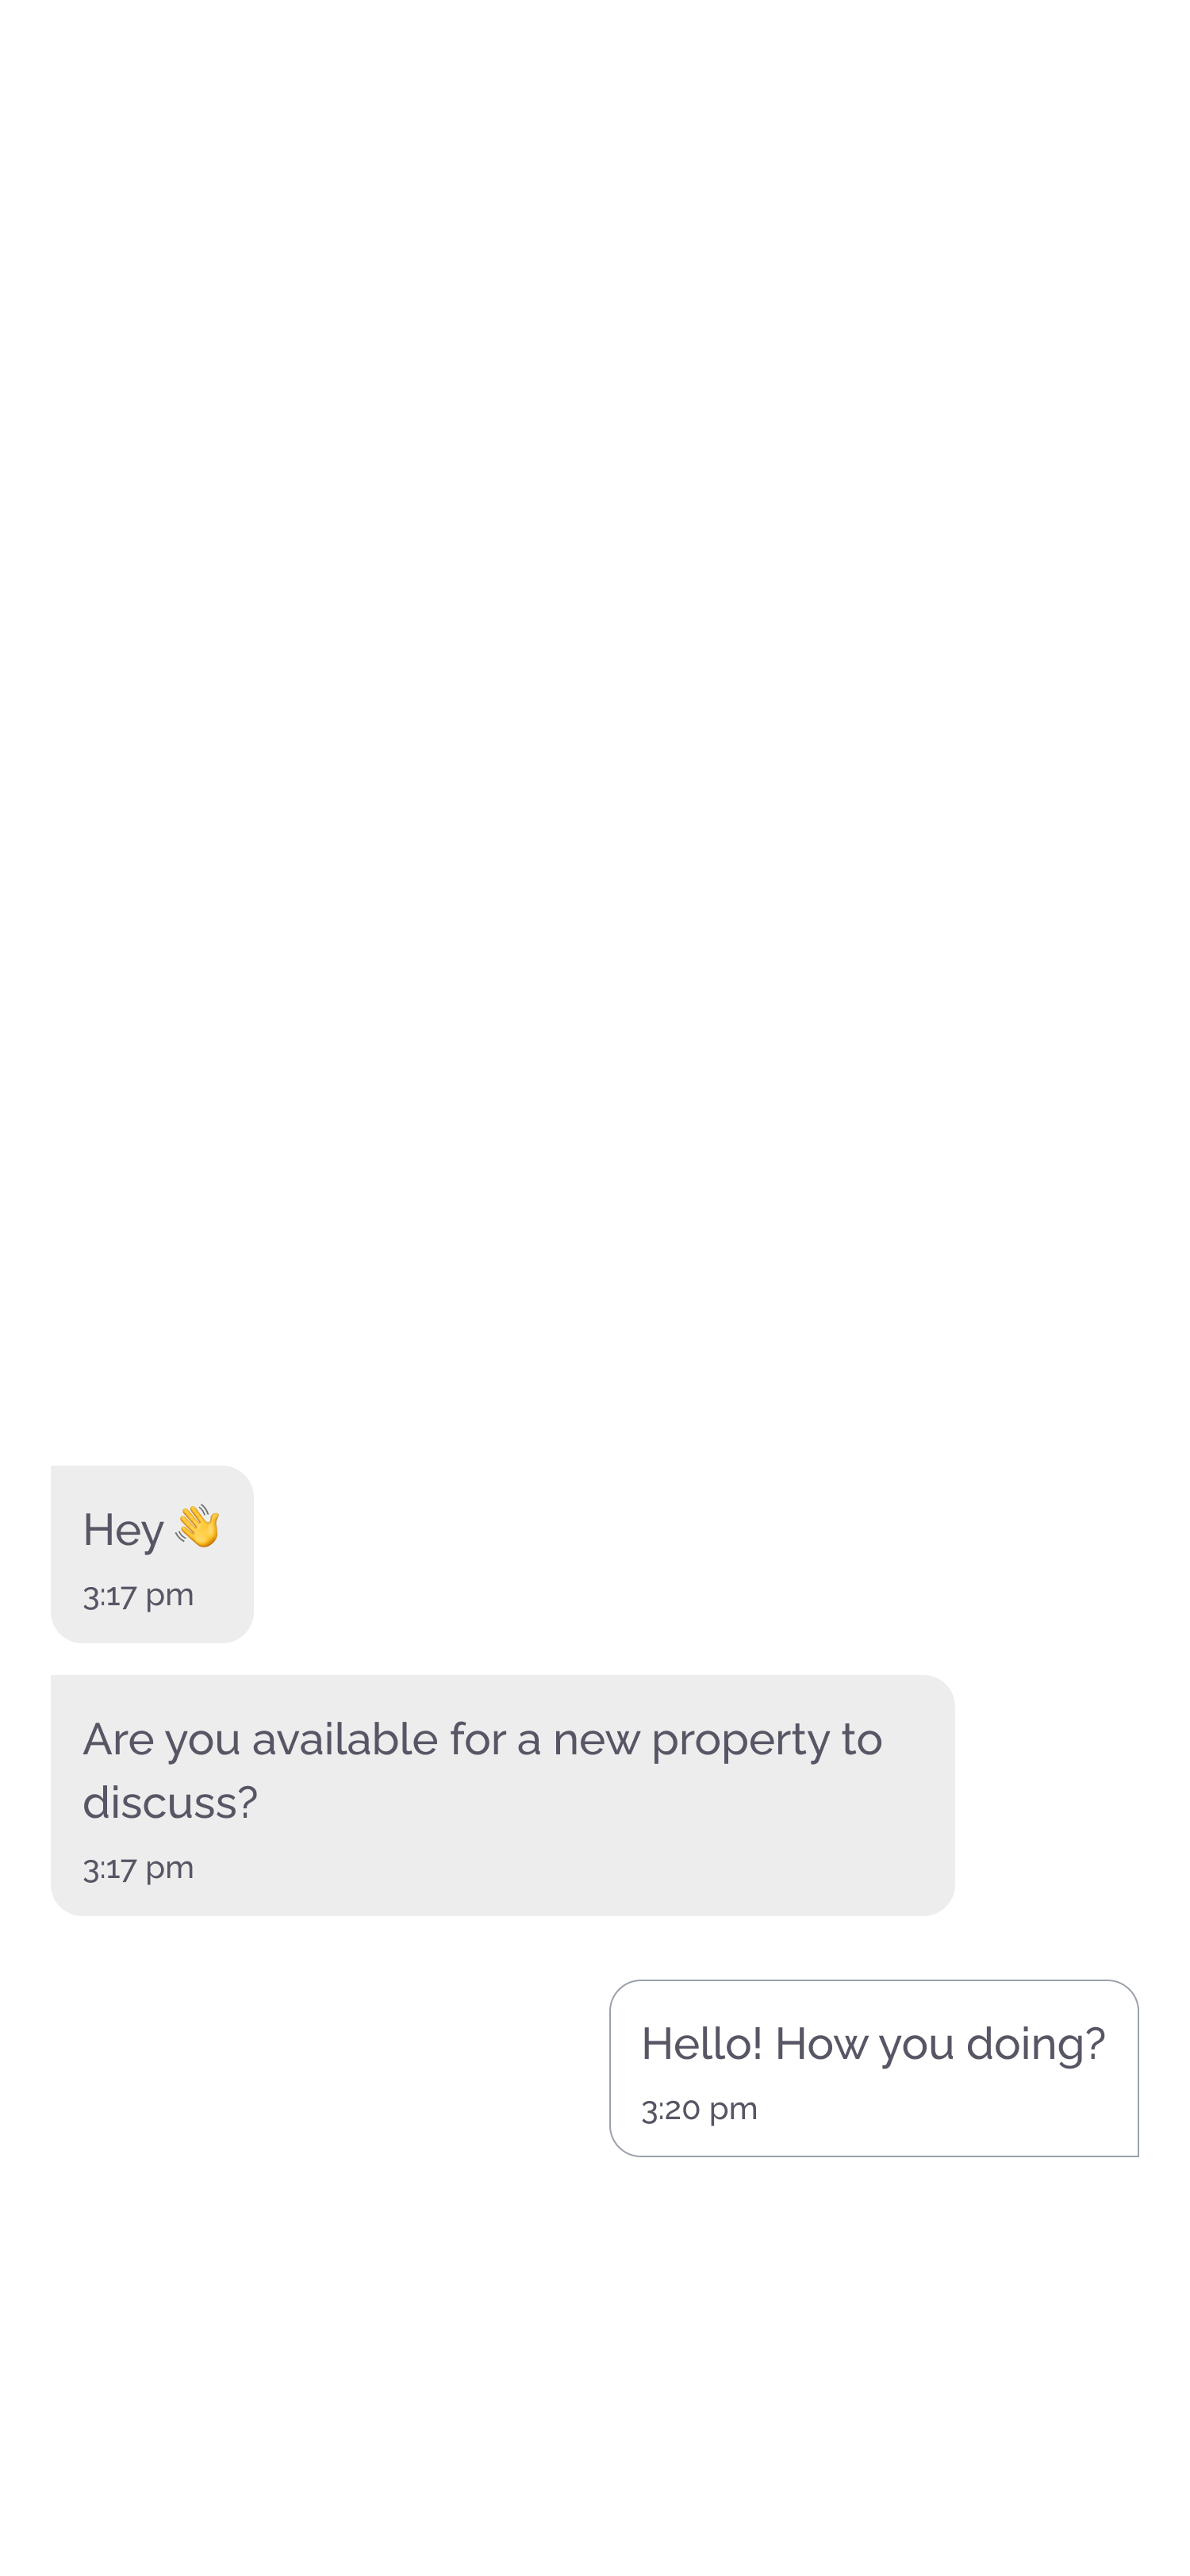 Hey 👋
3:17 pm
Are you available for a new property to
discuss?
3:17 pm
Hello! How you doing?
3:20 pm